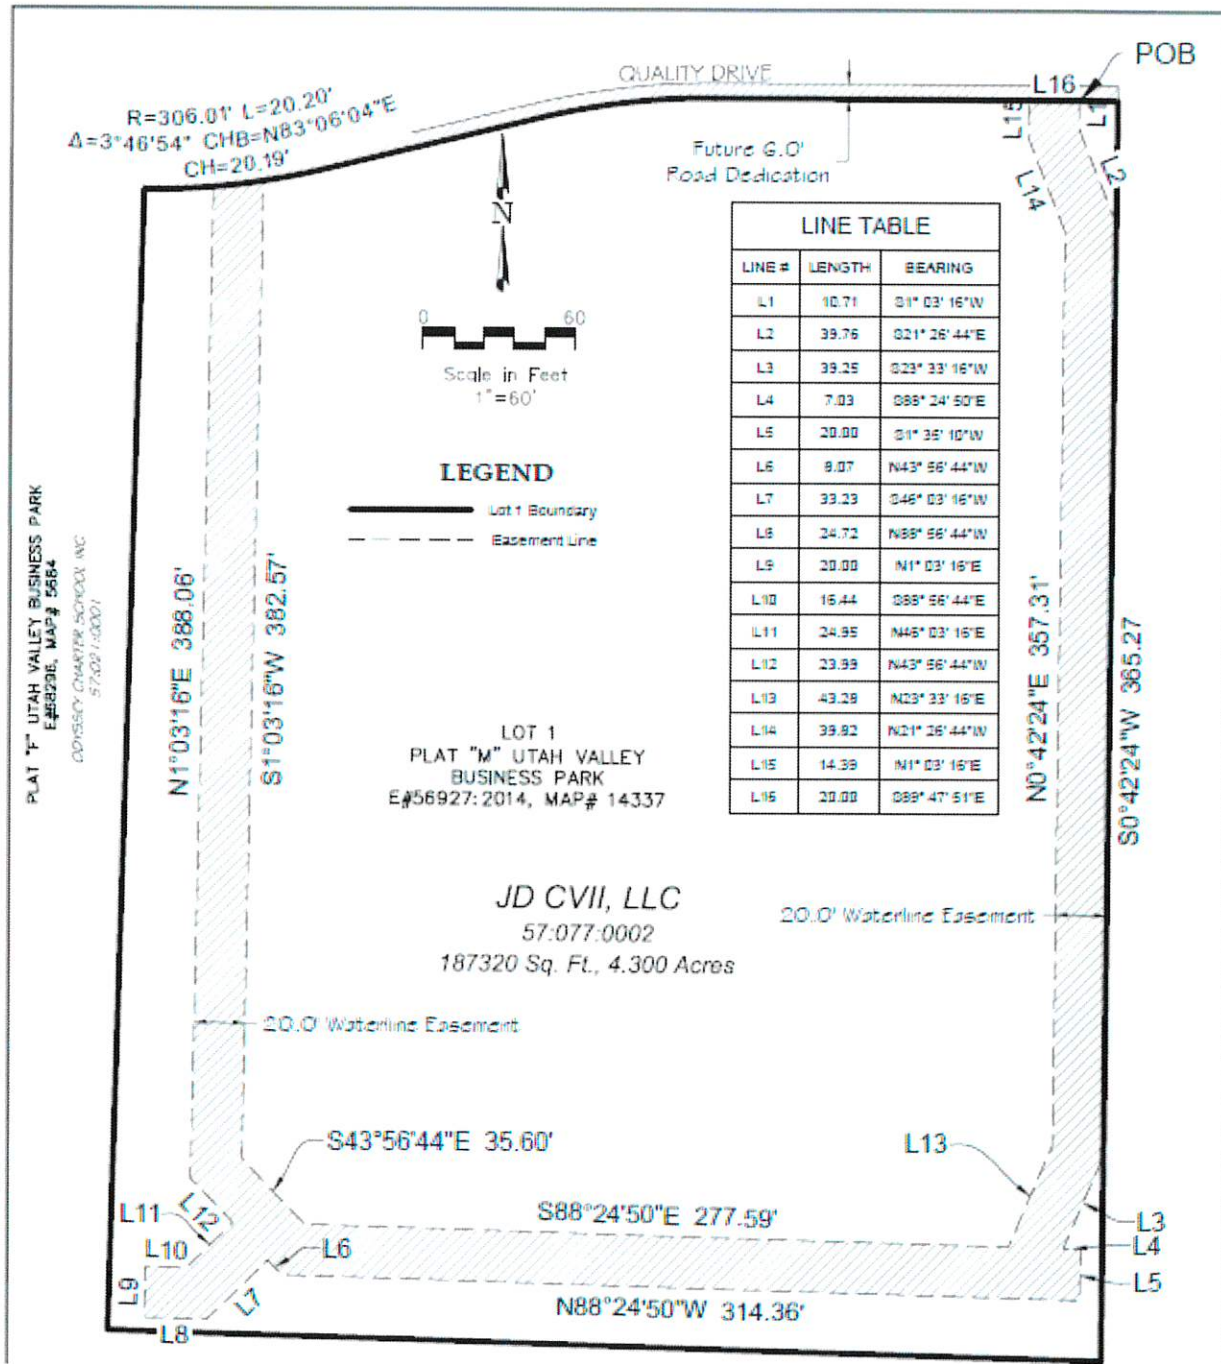 POB
QUALITY DRIVE
L16
R=306.01' L=20.20'
Δ=3°46'54" CHB=N83°06'04"E
CH=20.19'
L15
L1
Future 6.0'
Road Dedication
L14
L2
N
0 60
Scale in Feet
1"=60'
LINE TABLE
LINE # LENGTH BEARING
L1 10.71 S1° 03' 16"W
L2 39.76 S21° 26' 44"E
L3 39.25 S23° 33' 16"W
L4 7.03 S88° 24' 50"E
L5 20.00 S1° 35' 10"W
L6 9.07 N43° 56' 44"W
L7 33.23 S46° 03' 16"W
L8 24.72 N88° 56' 44"W
L9 20.00 N1° 03' 16"E
L10 16.44 S88° 56' 44"E
L11 24.95 N46° 03' 16"E
L12 23.99 N43° 56' 44"W
L13 43.28 N23° 33' 16"E
L14 39.92 N21° 26' 44"W
L15 14.39 N1° 03' 16"E
L16 20.00 S89° 47' 51"E
LEGEND
Lot 1 Boundary
Easement Line
PLAT "F" UTAH VALLEY BUSINESS PARK
MAP# 5684
ODYSSEY CHARTER SCHOOL INC
57:021:0001
N1°03'16"E 388.06'
S1°03'16"W 382.57'
N0°42'24"E 357.31'
S0°42'24"W 365.27
LOT 1
PLAT "M" UTAH VALLEY
BUSINESS PARK
E#56927:2014, MAP# 14337
JD CVII, LLC
57:077:0002
187320 Sq. Ft., 4.300 Acres
20.0' Waterline Easement
20.0' Waterline Easement
S43°56'44"E 35.60'
L13
L12
L11
S88°24'50"E 277.59'
L3
L10
L6
L4
L9
L7
L5
N88°24'50"W 314.36'
L8